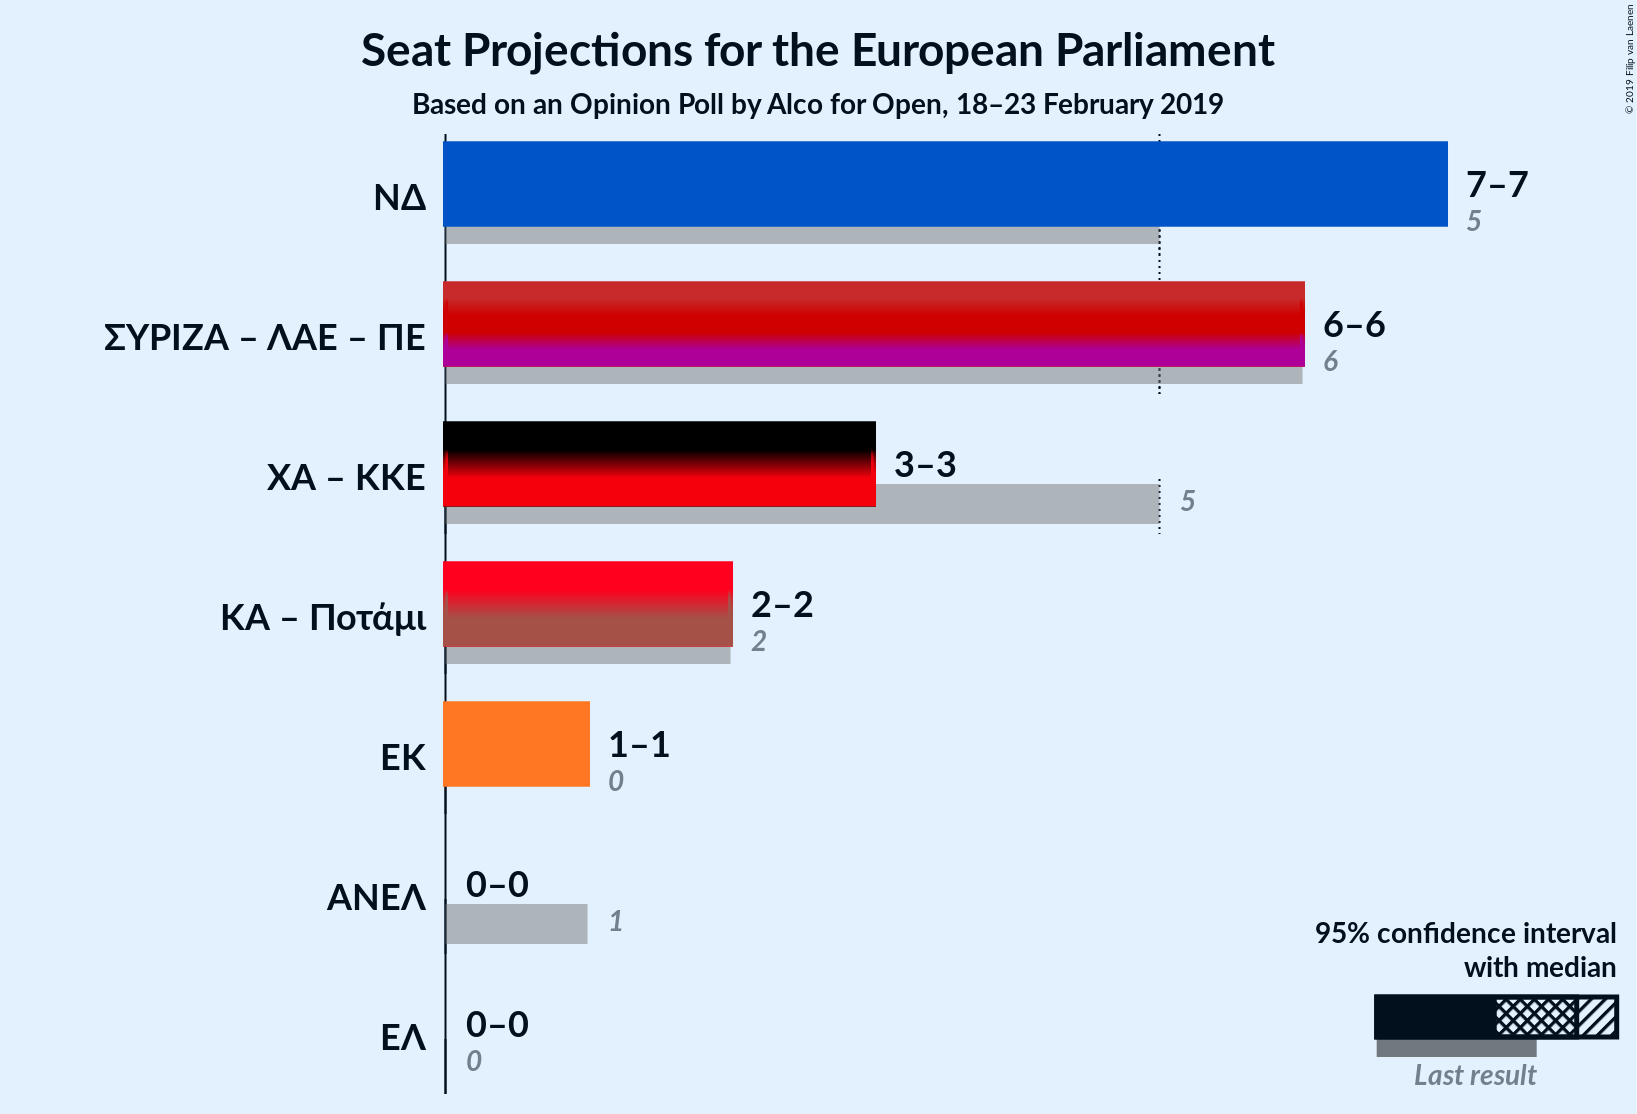 Seat Projections for the European Parliament
Based on an Opinion Poll by Alco for Open, 18–23 February 2019
© 2019 Filip van Laenen
ΝΔ
7–7
5
ΣΥΡΙΖΑ – ΛΑΕ – ΠΕ
6–6
6
ΧΑ – ΚΚΕ
3–3
5
ΚΑ – Ποτάμι
2–2
2
ΕΚ
1–1
0
ΑΝΕΛ
0–0
1
ΕΛ
0–0
0
95% confidence interval
with median
Last result